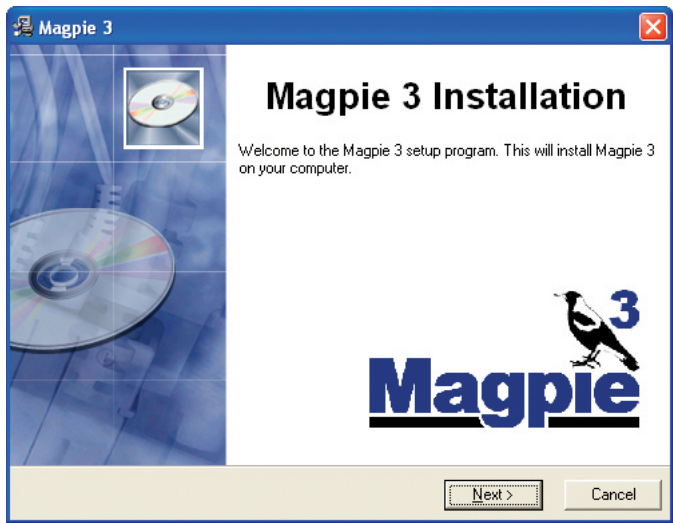 Magpie 3
Magpie 3 Installation
Welcome to the Magpie 3 setup program. This will install Magpie 3
on your computer.
3
Magpie
Next >
Cancel